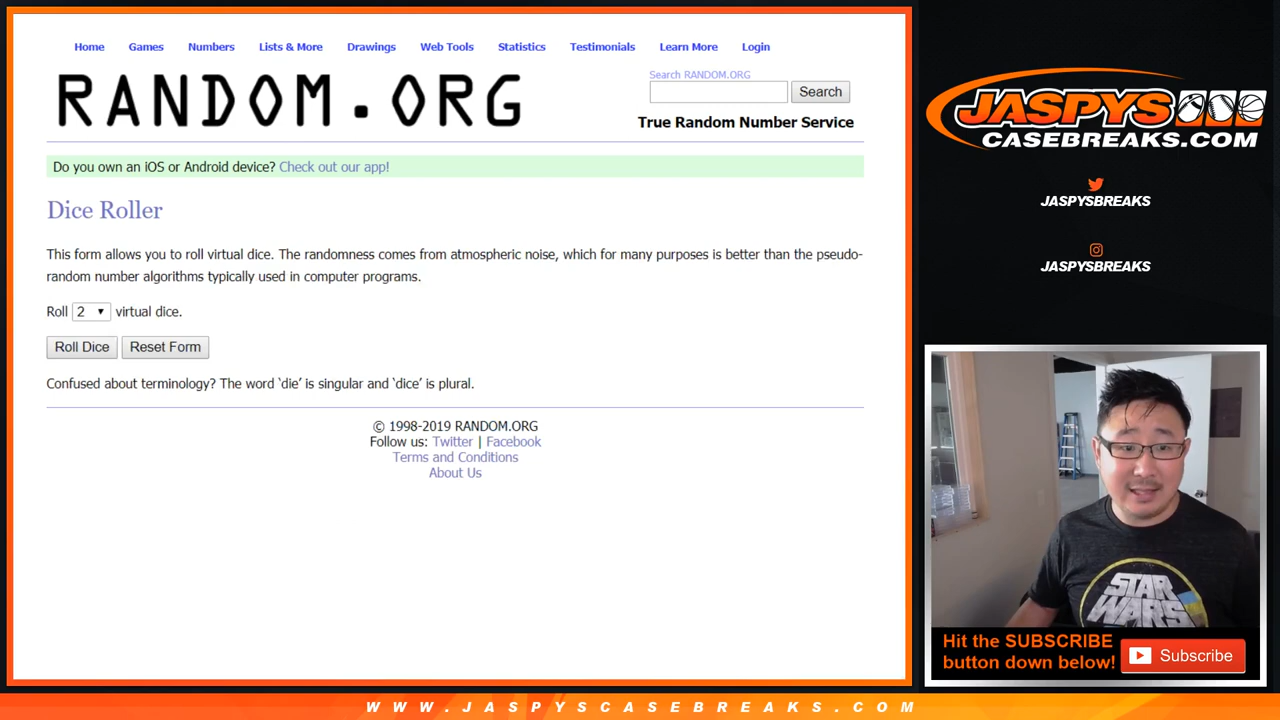 Home Games Numbers Lists & More Drawings Web Tools Statistics Testimonials Learn More Login
RANDOM.ORG
Search RANDOM.ORG
Search
True Random Number Service
Do you own an iOS or Android device? Check out our app!
Dice Roller
This form allows you to roll virtual dice. The randomness comes from atmospheric noise, which for many purposes is better than the pseudo-
random number algorithms typically used in computer programs.
Roll 2 virtual dice.
Roll Dice Reset Form
Confused about terminology? The word ‘die’ is singular and ‘dice’ is plural.
© 1998-2019 RANDOM.ORG
Follow us: Twitter | Facebook
Terms and Conditions
About Us
JASPYS
CASEBREAKS.COM
JASPYSBREAKS
JASPYSBREAKS
STAR
WARS
Hit the SUBSCRIBE
button down below!
Subscribe
WWW.JASPYSCASEBREAKS.COM